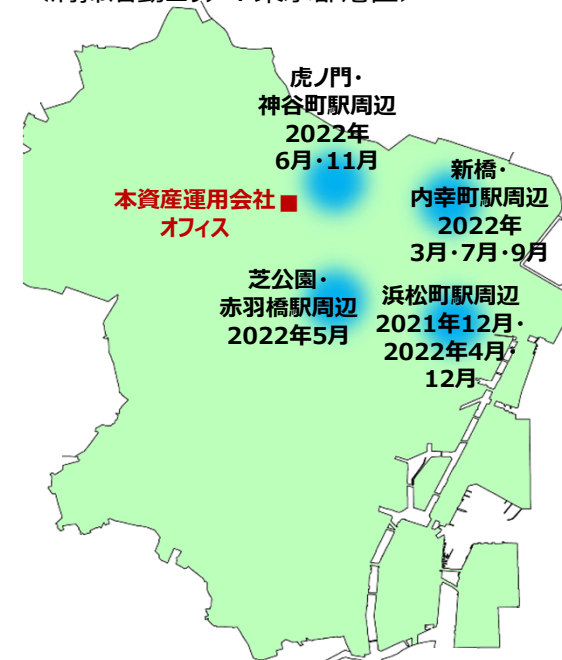 虎ノ門・
神谷町駅周辺
2022年
6月・11月
新橋・
内幸町駅周辺
2022年
3月・7月・9月
本資産運用会社
オフィス
芝公園・
赤羽橋駅周辺
2022年5月
浜松町駅周辺
2021年12月・
2022年4月・
12月